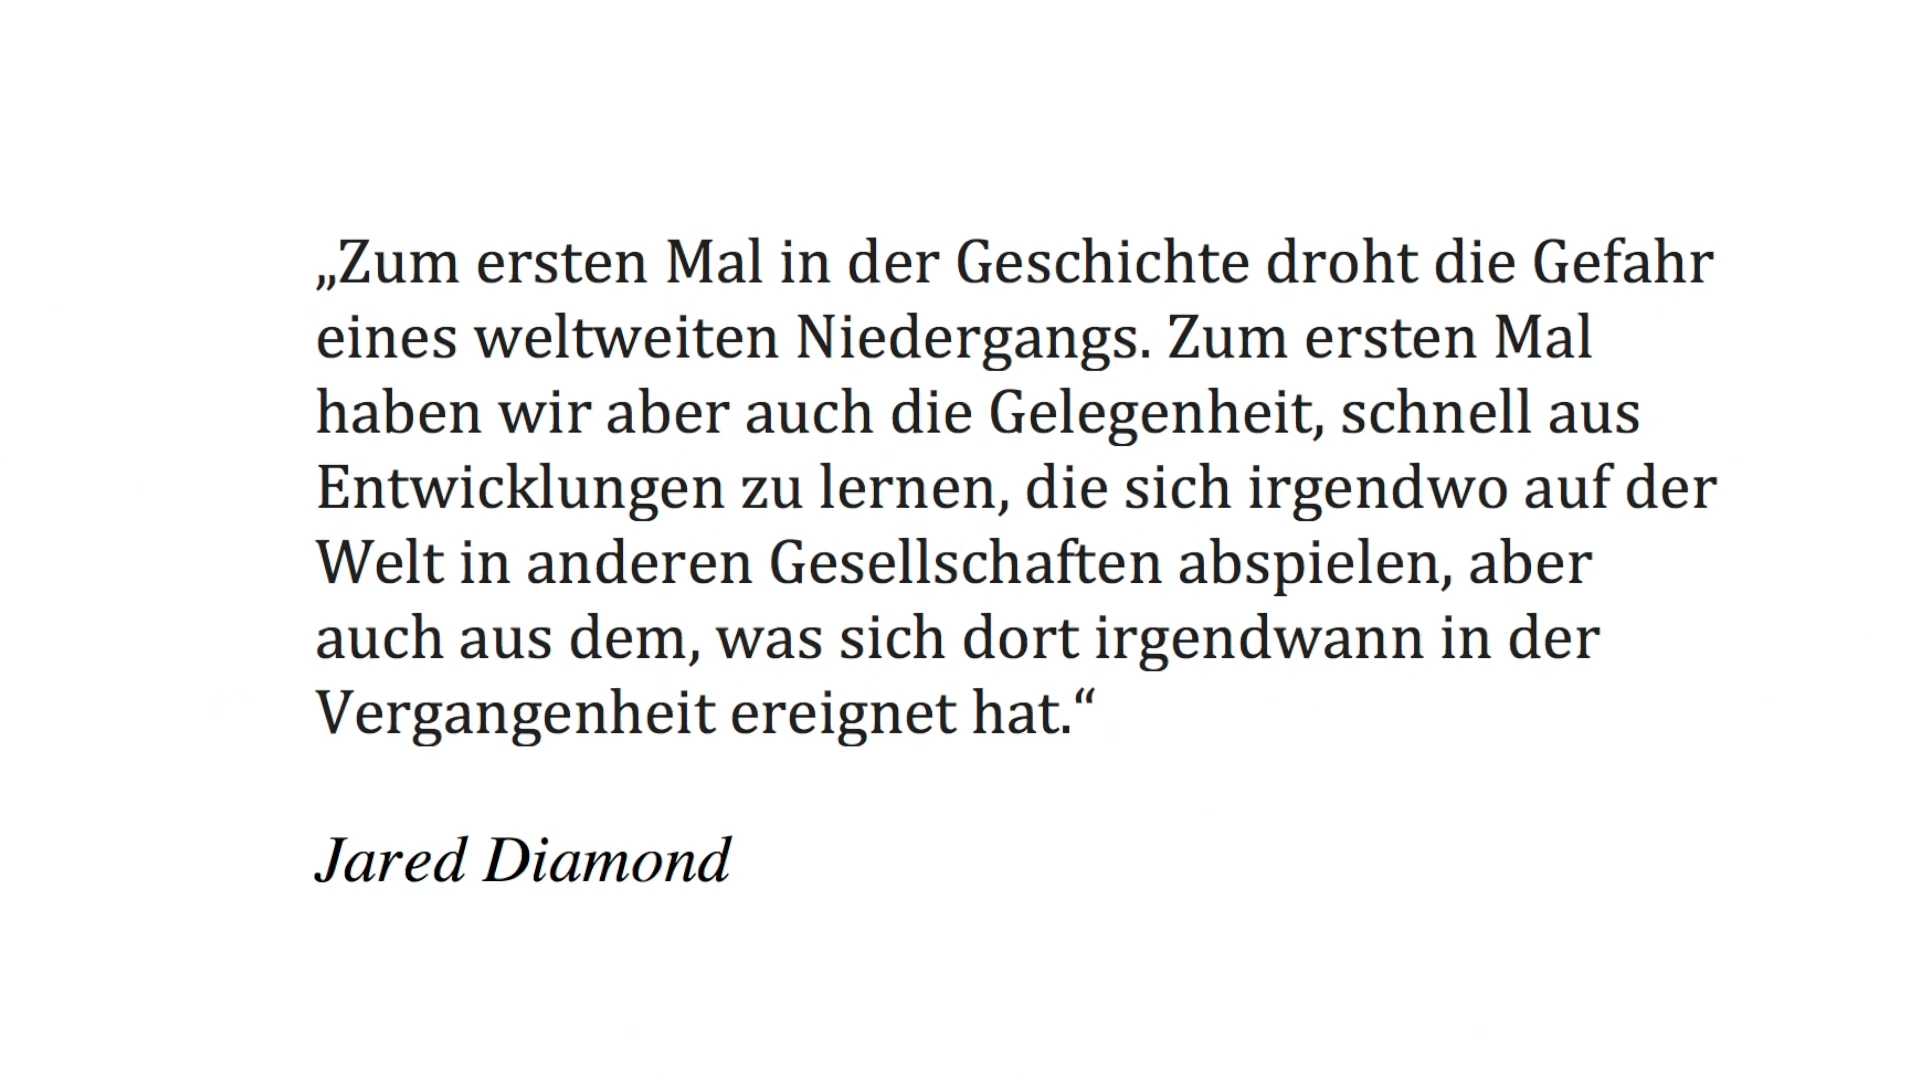 „Zum ersten Mal in der Geschichte droht die Gefahr
eines weltweiten Niedergangs. Zum ersten Mal
haben wir aber auch die Gelegenheit, schnell aus
Entwicklungen zu lernen, die sich irgendwo auf der
Welt in anderen Gesellschaften abspielen, aber
auch aus dem, was sich dort irgendwann in der
Vergangenheit ereignet hat.“
Jared Diamond